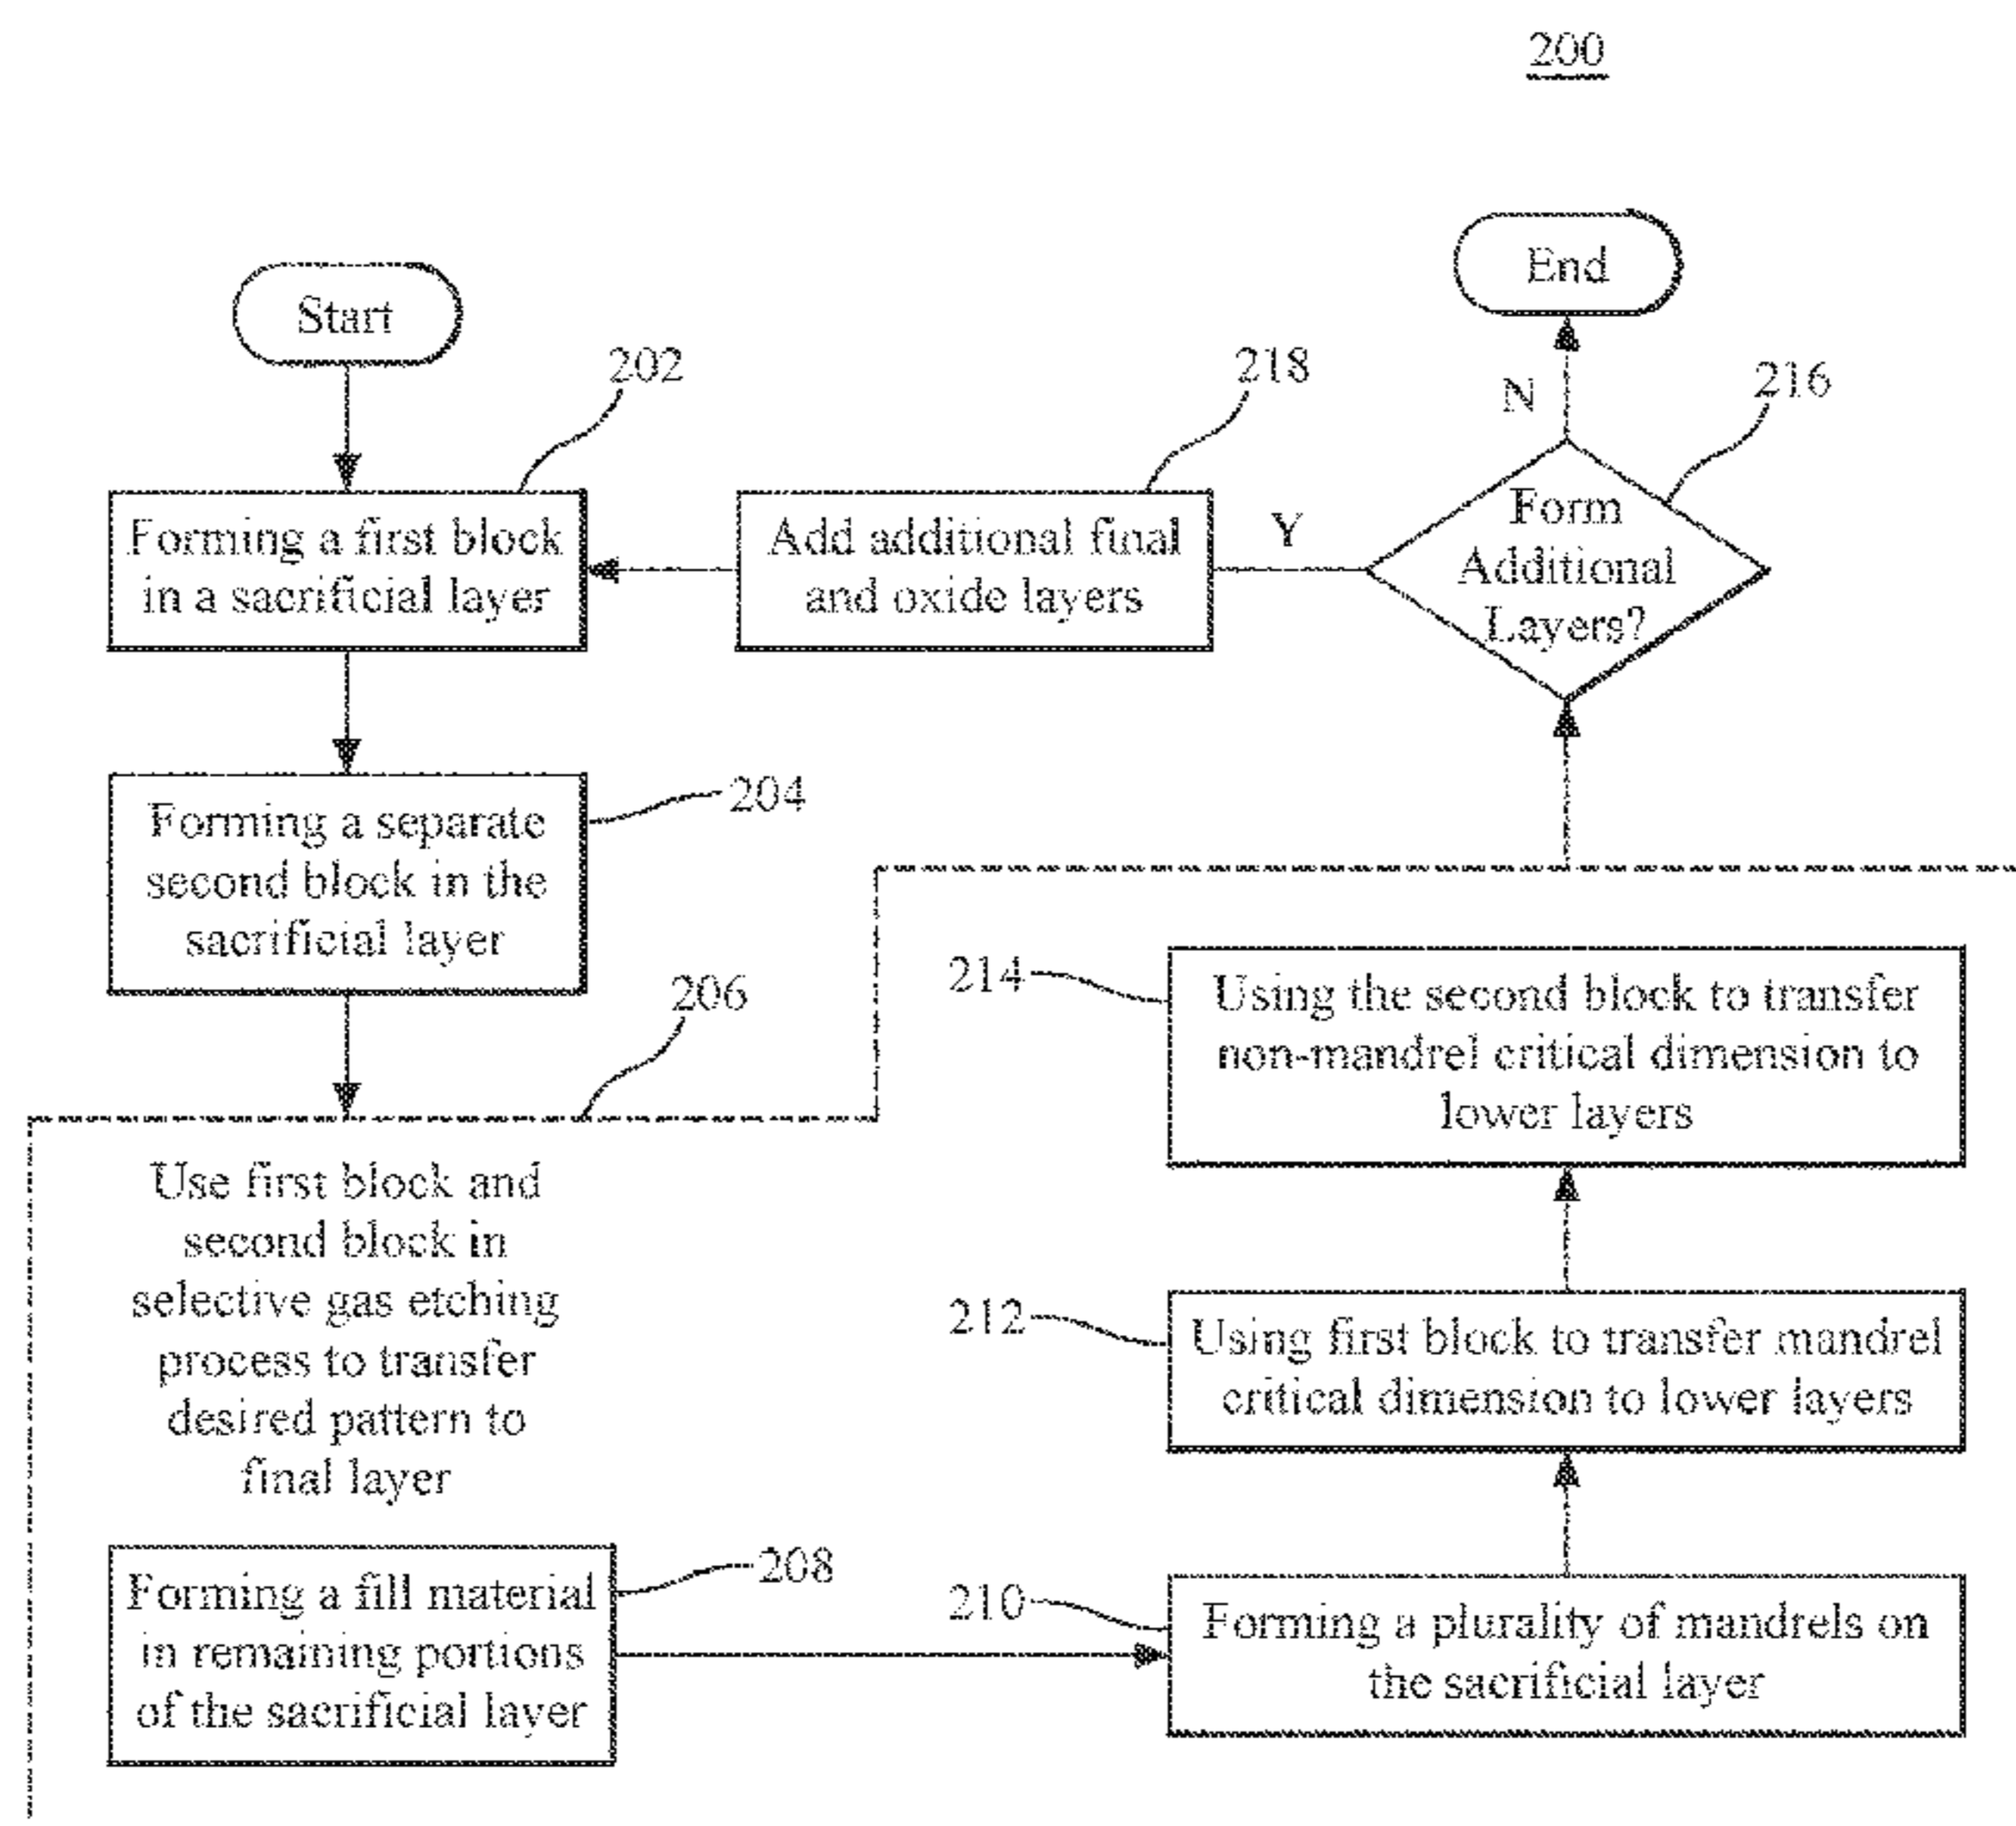 200
Start
202
Forming a first block
in a sacrificial layer
218
Add additional final
and oxide layers
Y
End
N
216
Form
Additional
Layers?
204
Forming a separate
second block in the
sacrificial layer
206
Use first block and
second block in
selective gas etching
process to transfer
desired pattern to
final layer
208
Forming a fill material
in remaining portions
of the sacrificial layer
214
Using the second block to transfer
non-mandrel critical dimension to
lower layers
212
Using first block to transfer mandrel
critical dimension to lower layers
210
Forming a plurality of mandrels on
the sacrificial layer